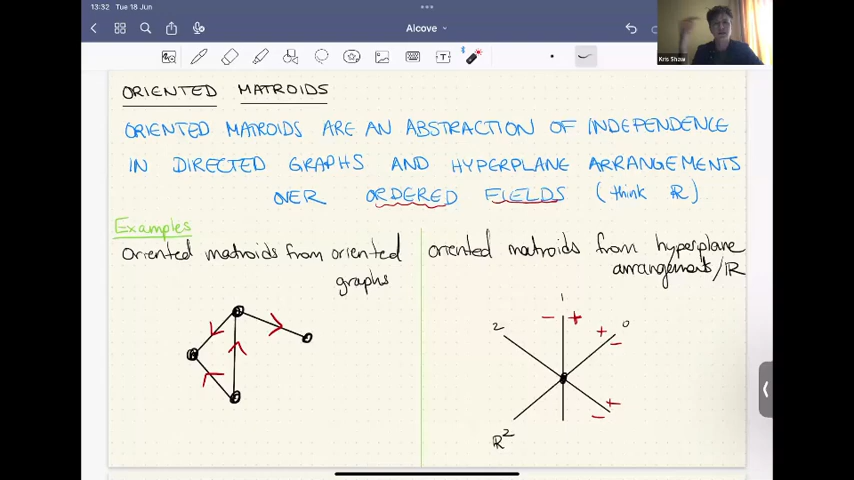 13:32 Tue 18 Jun
Alcove
Kris Shaw
ORIENTED MATROIDS
ORIENTED MATROIDS ARE AN ABSTRACTION OF INDEPENDENCE
IN DIRECTED GRAPHS AND HYPERPLANE ARRANGEMENTS
OVER ORDERED FIELDS (think ℝ)
Examples
Oriented matroids from oriented
graphs
oriented matroids from hyperplane
arrangements/ℝ
1
- +
2
+ 0
-
+
-
ℝ²